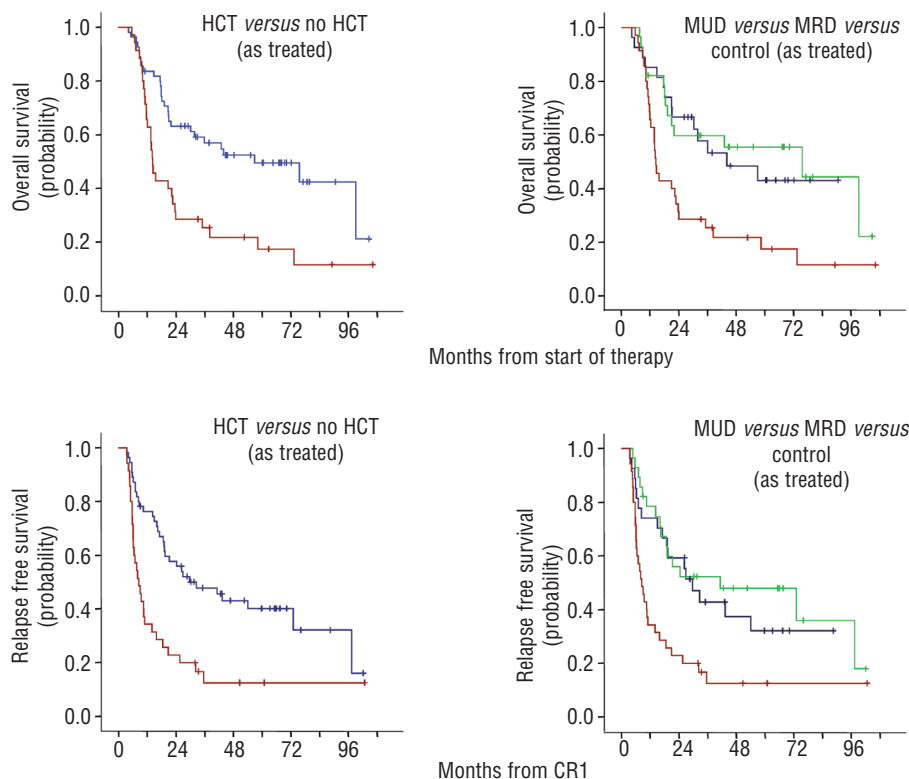 HCT versus no HCT
(as treated)
Overall survival
(probability)
1.0
0.8
0.6
0.4
0.2
0.0
0 24 48 72 96
MUD versus MRD versus
control (as treated)
Overall survival
(probability)
1.0
0.8
0.6
0.4
0.2
0.0
0 24 48 72 96
Months from start of therapy
HCT versus no HCT
(as treated)
Relapse free survival
(probability)
1.0
0.8
0.6
0.4
0.2
0.0
0 24 48 72 96
MUD versus MRD versus
control
(as treated)
Relapse free survival
(probability)
1.0
0.8
0.6
0.4
0.2
0.0
0 24 48 72 96
Months from CR1